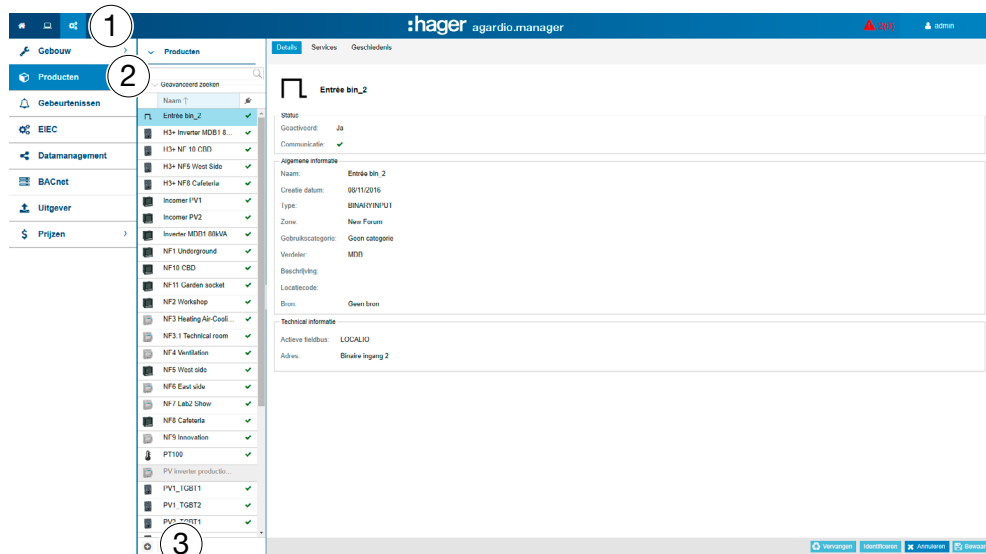 1
:hager agardio.manager
admin
Gebouw
2
Producten
Gebeurtenissen
EIEC
Datamanagement
BACnet
Uitgever
Prijzen
Producten
Geavanceerd zoeken
Naam
Entrée bin_2
H3+ Inverter MDB1 8...
H3+ NF 10 CBD
H3+ NF5 West Side
H3+ NF8 Cafeteria
Incomer PV1
Incomer PV2
Inverter MDB1 80kVA
NF1 Underground
NF10 CBD
NF11 Garden socket
NF2 Workshop
NF3 Heating Air-Cooli...
NF3.1 Technical room
NF4 Ventilation
NF5 West side
NF6 East side
NF7 Lab2 Show
NF8 Cafeteria
NF9 Innovation
PT100
PV inverter productio...
PV1_TGBT1
PV1_TGBT2
PV2_TGBT1
3
Details Services Geschiedenis
Entrée bin_2
Status
Geactiveerd: Ja
Communicatie:
Algemene informatie
Naam: Entrée bin_2
Creatie datum: 08/11/2016
Type: BINARYINPUT
Zone: New Forum
Gebruikscategorie: Geen categorie
Verdeler: MDB
Beschrijving:
Locatiecode:
Bron: Geen bron
Technical informatie
Actieve fieldbus: LOCALIO
Adres: Binaire ingang 2
Vervangen Identificeren Annuleren Bewaar